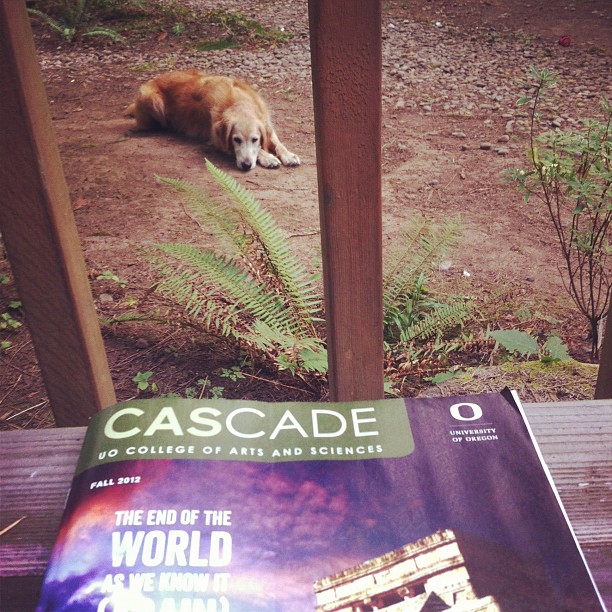 CASCADE
UO COLLEGE OF ARTS AND SCIENCES
O
UNIVERSITY
OF OREGON
FALL 2012
THE END OF THE
WORLD
AS WE KNOW IT
(AGAIN)